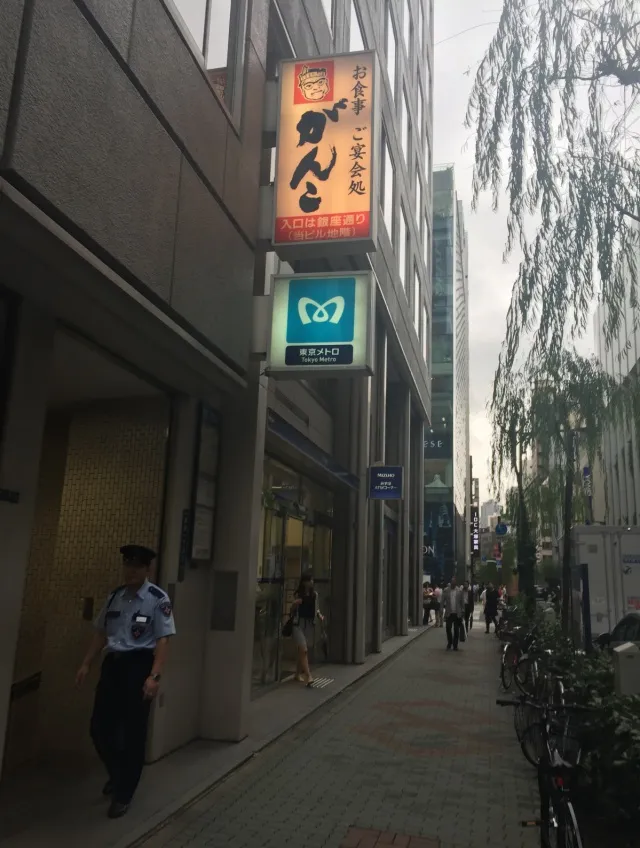 お食事 ご宴会処
がんこ
入口は銀座通り
(当ビル地階)
東京メトロ
Tokyo Metro
MIZUHO